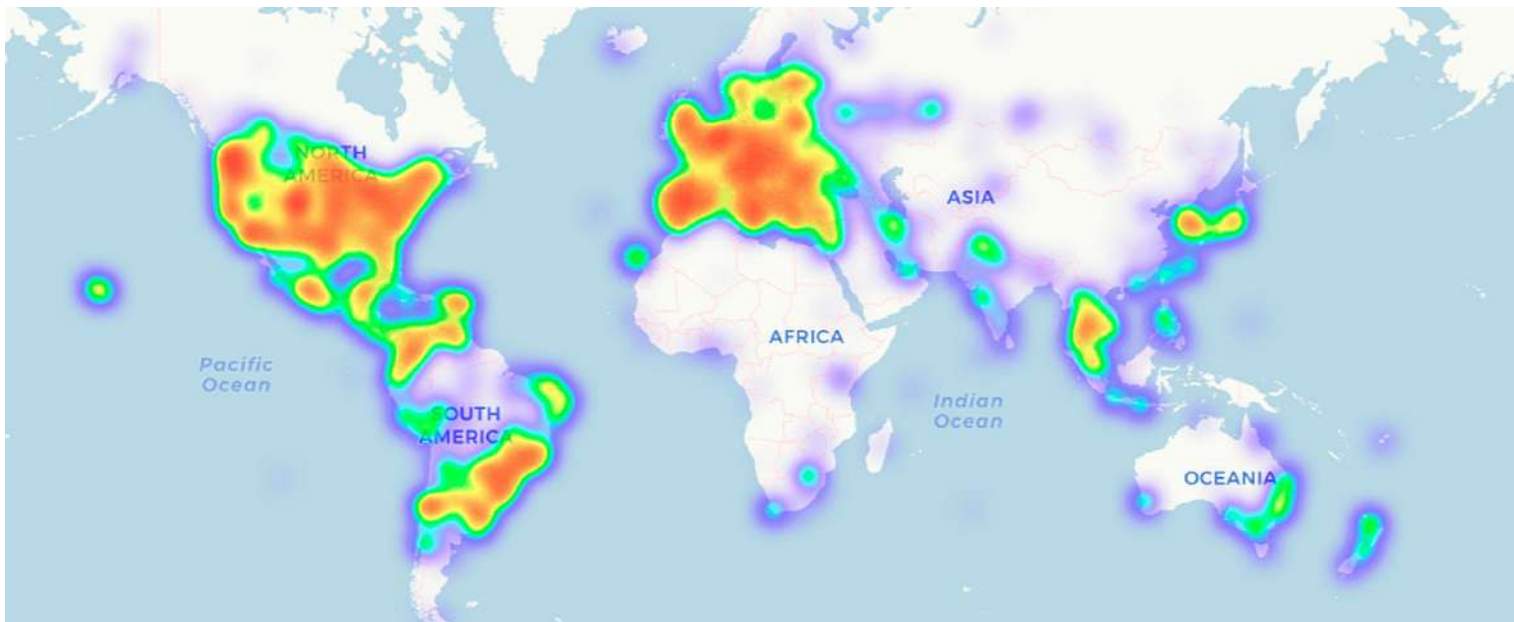 NORTH
AMERICA
ASIA
AFRICA
Pacific
Ocean
Indian
Ocean
SOUTH
AMERICA
OCEANIA